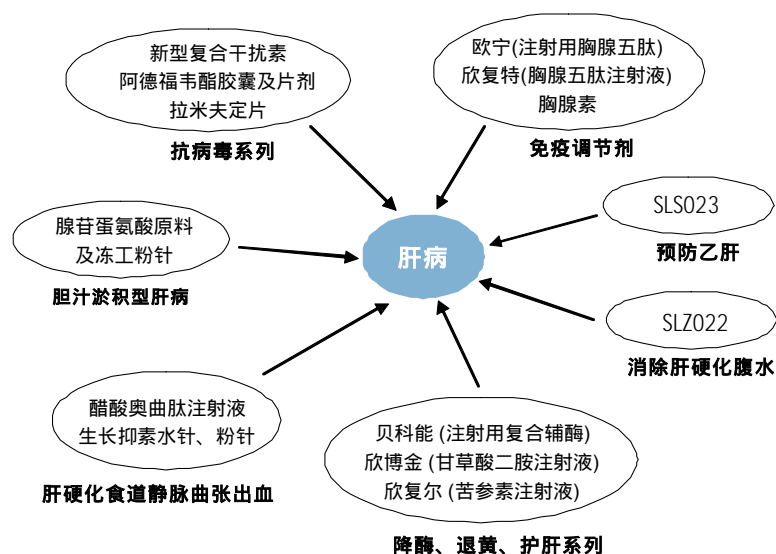 新型复合干扰素
阿德福韦酯胶囊及片剂
拉米夫定片
抗病毒系列
欧宁(注射用胸腺五肽)
欣复特(胸腺五肽注射液)
胸腺素
免疫调节剂
腺苷蛋氨酸原料
及冻工粉针
胆汁淤积型肝病
肝病
SLS023
预防乙肝
SLZ022
消除肝硬化腹水
醋酸奥曲肽注射液
生长抑素水针、粉针
肝硬化食道静脉曲张出血
贝科能 (注射用复合辅酶)
欣博金 (甘草酸二胺注射液)
欣复尔 (苦参素注射液)
降酶、退黄、护肝系列